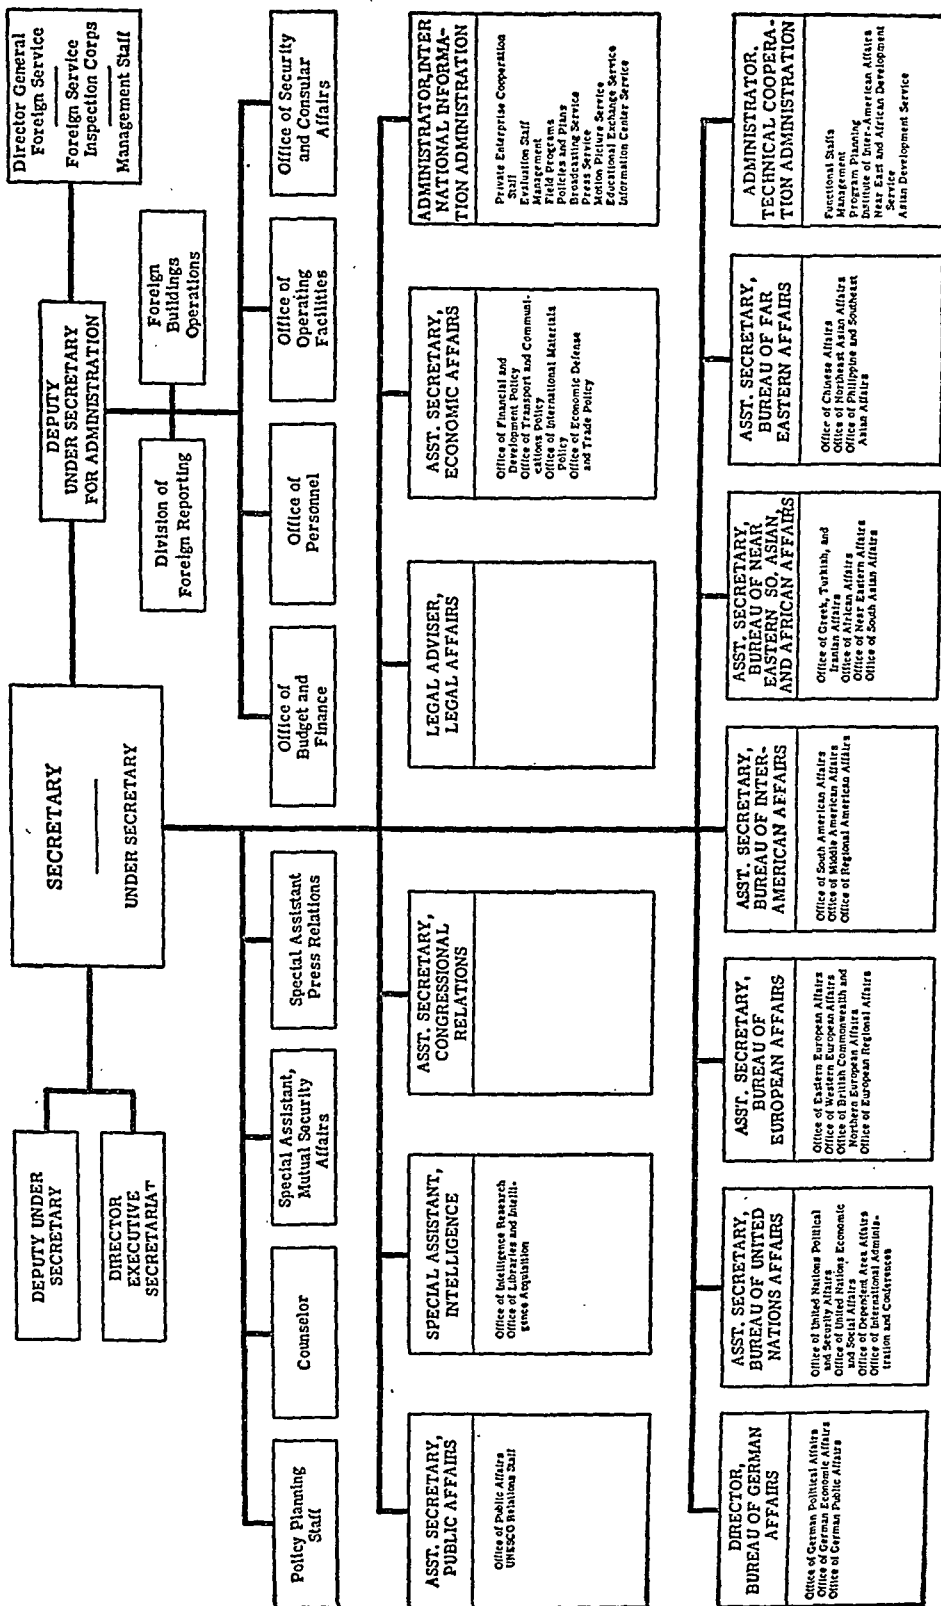 SECRETARY
UNDER SECRETARY
DEPUTY UNDER
SECRETARY
DIRECTOR
EXECUTIVE
SECRETARIAT
DEPUTY
UNDER SECRETARY
FOR ADMINISTRATION
Director General
Foreign Service
Foreign Service
Inspection Corps
Management Staff
Division of
Foreign Reporting
Foreign
Buildings
Operations
Policy Planning
Staff
Counselor
Special Assistant,
Mutual Security
Affairs
Special Assistant
Press Relations
Office of
Budget and
Finance
Office of
Personnel
Office of
Operating
Facilities
Office of Security
and Consular
Affairs
ASST. SECRETARY,
PUBLIC AFFAIRS
Office of Public Affairs
UNESCO Relations Staff
SPECIAL ASSISTANT,
INTELLIGENCE
Office of Intelligence Research
Office of Libraries and Intelli-
gence Acquisition
ASST. SECRETARY,
CONGRESSIONAL
RELATIONS
LEGAL ADVISER,
LEGAL AFFAIRS
ASST. SECRETARY,
ECONOMIC AFFAIRS
Office of Financial and
Development Policy
Office of Transport and Communi-
cations Policy
Office of International Materials
Policy
Office of Economic Defense
and Trade Policy
ADMINISTRATOR,INTER
NATIONAL INFORMA-
TION ADMINISTRATION
Private Enterprise Cooperation
Staff
Evaluation Staff
Management
Field Programs
Policies and Plans
Broadcasting Service
Press Service
Motion Picture Service
Educational Exchange Service
Information Center Service
DIRECTOR,
BUREAU OF GERMAN
AFFAIRS
Office of German Political Affairs
Office of German Economic Affairs
Office of German Public Affairs
ASST. SECRETARY,
BUREAU OF UNITED
NATIONS AFFAIRS
Office of United Nations Political
and Security Affairs
Office of United Nations Economic
and Social Affairs
Office of Dependent Area Affairs
Office of International Adminis-
tration and Conferences
ASST. SECRETARY,
BUREAU OF
EUROPEAN AFFAIRS
Office of Eastern European Affairs
Office of Western European Affairs
Office of British Commonwealth and
Northern European Affairs
Office of European Regional Affairs
ASST. SECRETARY,
BUREAU OF INTER-
AMERICAN AFFAIRS
Office of South American Affairs
Office of Middle American Affairs
Office of Regional American Affairs
ASST. SECRETARY,
BUREAU OF NEAR
EASTERN SO. ASIAN,
AND AFRICAN AFFAIRS
Office of Greek, Turkish, and
Iranian Affairs
Office of African Affairs
Office of Near Eastern Affairs
Office of South Asian Affairs
ASST. SECRETARY,
BUREAU OF FAR
EASTERN AFFAIRS
Office of Chinese Affairs
Office of Northeast Asian Affairs
Office of Philippine and Southeast
Asian Affairs
ADMINISTRATOR,
TECHNICAL COOPERA-
TION ADMINISTRATION
Functional Staffs
Management
Program Planning
Institute of Inter-American Affairs
Near East and African Development
Service
Asian Development Service